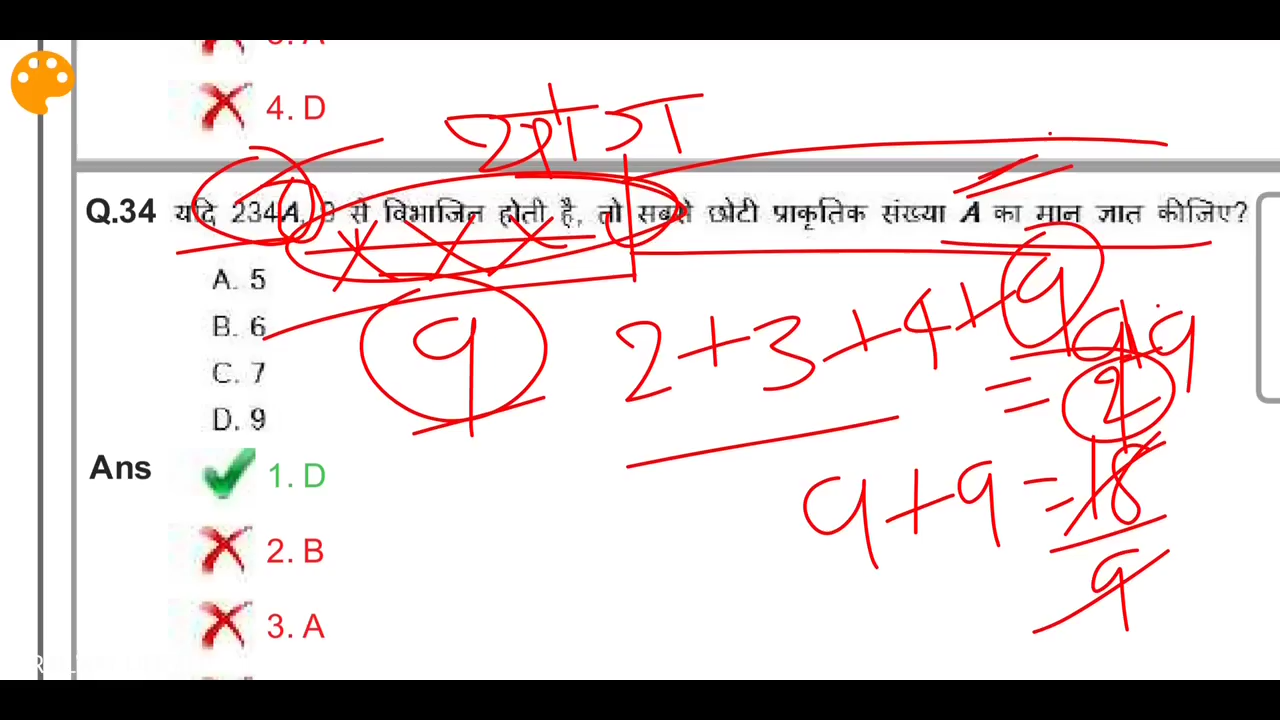 4. D
Q.34 यदि 234A, 9 से विभाजित होती है, तो सबसे छोटी प्राकृतिक संख्या A का मान ज्ञात कीजिए?
A. 5
B. 6
C. 7
D. 9
9
2+3+4+9
9+9=18
9
Ans
1. D
2. B
3. A